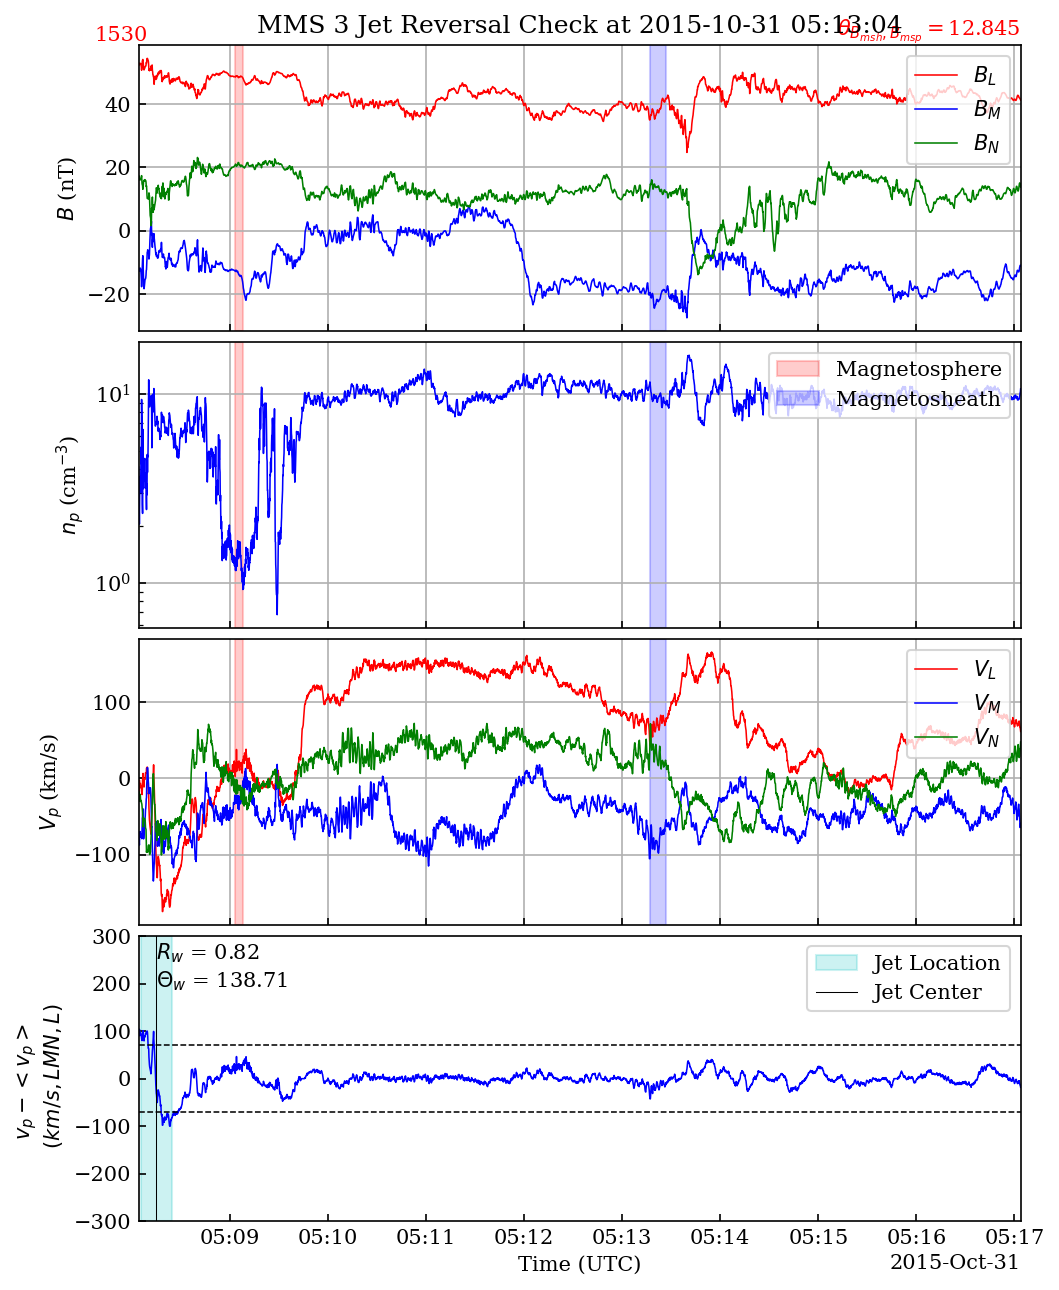 MMS 3 Jet Reversal Check at 2015-10-31 05:13:04
1530
θ_{B_{msh}, B_{msp}} = 12.845
B (nT)
40
20
0
−20
B_L
B_M
B_N
n_p (cm^{−3})
10^1
10^0
Magnetosphere
Magnetosheath
V_p (km/s)
100
0
−100
V_L
V_M
V_N
v_p − < v_p >
(km/s, LMN, L)
300
200
100
0
−100
−200
−300
R_w = 0.82
Θ_w = 138.71
Jet Location
Jet Center
05:09 05:10 05:11 05:12 05:13 05:14 05:15 05:16 05:17
Time (UTC)
2015-Oct-31